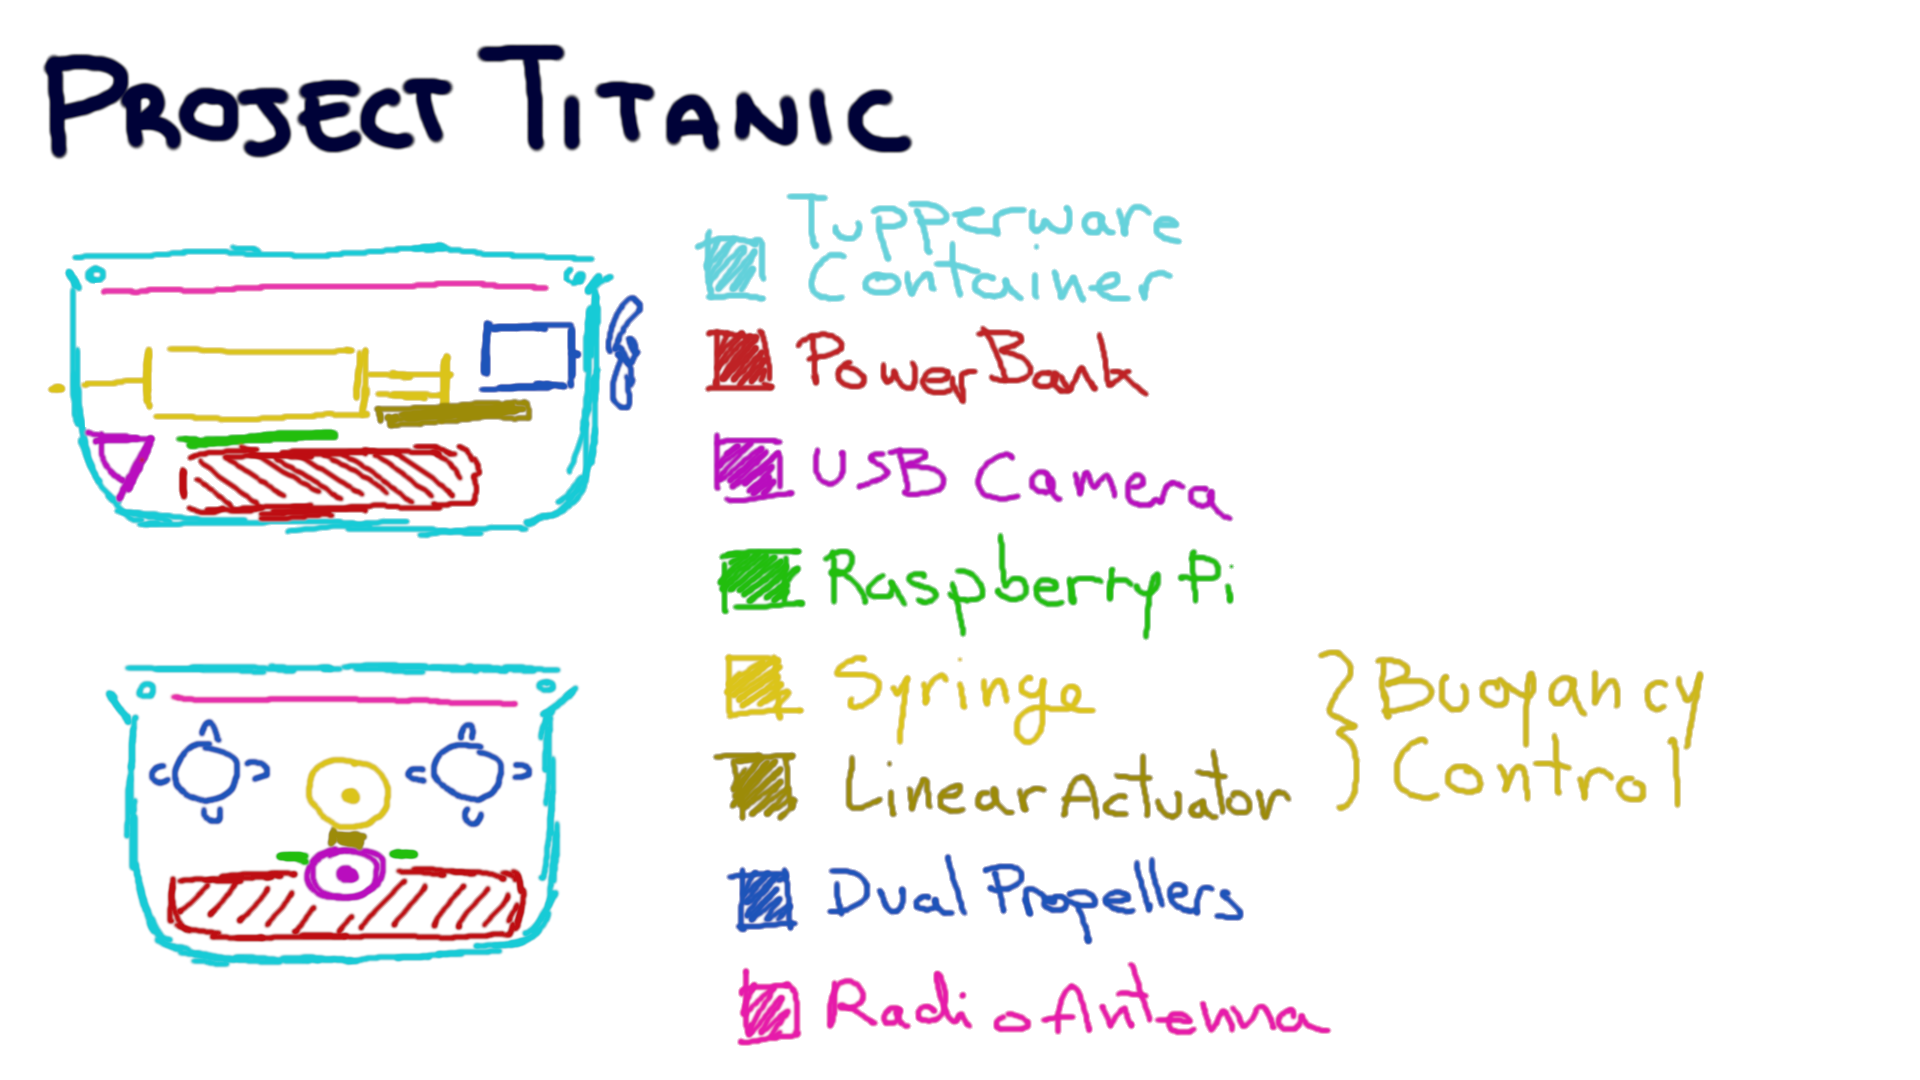 PROJECT TITANIC
Tupperware
Container
Power Bank
USB Camera
Raspberry Pi
Syringe
Linear Actuator
Buoyancy
Control
Dual Propellers
Radio Antenna